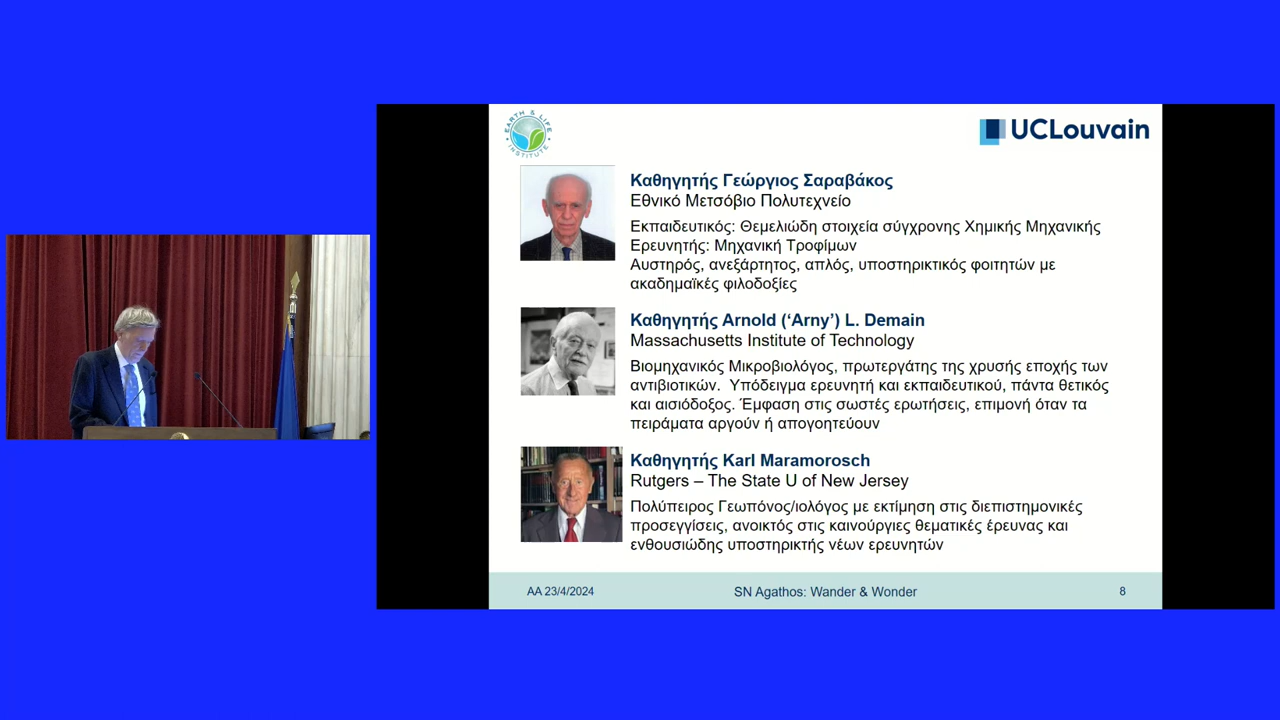 EARTH & LIFE
INSTITUTE
UCLouvain
Καθηγητής Γεώργιος Σαραβάκος
Εθνικό Μετσόβιο Πολυτεχνείο
Εκπαιδευτικός: Θεμελιώδη στοιχεία σύγχρονης Χημικής Μηχανικής
Ερευνητής: Μηχανική Τροφίμων
Αυστηρός, ανεξάρτητος, απλός, υποστηρικτικός φοιτητών με
ακαδημαϊκές φιλοδοξίες
Καθηγητής Arnold (‘Arny’) L. Demain
Massachusetts Institute of Technology
Βιομηχανικός Μικροβιολόγος, πρωτεργάτης της χρυσής εποχής των
αντιβιοτικών. Υπόδειγμα ερευνητή και εκπαιδευτικού, πάντα θετικός
και αισιόδοξος. Έμφαση στις σωστές ερωτήσεις, επιμονή όταν τα
πειράματα αργούν ή απογοητεύουν
Καθηγητής Karl Maramorosch
Rutgers – The State U of New Jersey
Πολύπειρος Γεωπόνος/ιολόγος με εκτίμηση στις διεπιστημονικές
προσεγγίσεις, ανοικτός στις καινούργιες θεματικές έρευνας και
ενθουσιώδης υποστηρικτής νέων ερευνητών
AA 23/4/2024
SN Agathos: Wander & Wonder
8